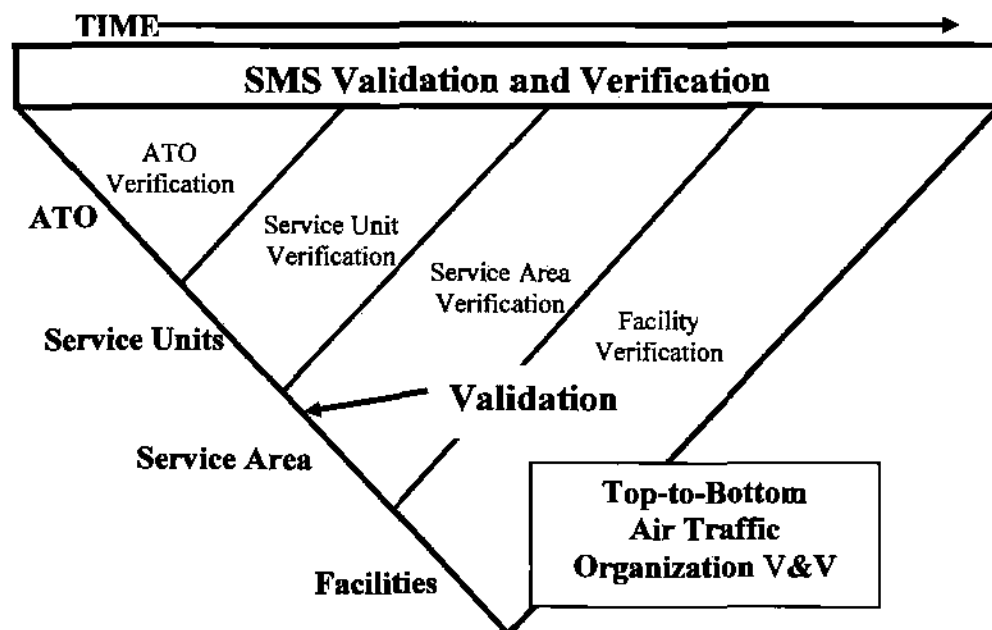 TIME
SMS Validation and Verification
ATO
Verification
ATO
Service Unit
Verification
Service Area
Verification
Service Units
Facility
Verification
Validation
Service Area
Top-to-Bottom
Air Traffic
Organization V&V
Facilities